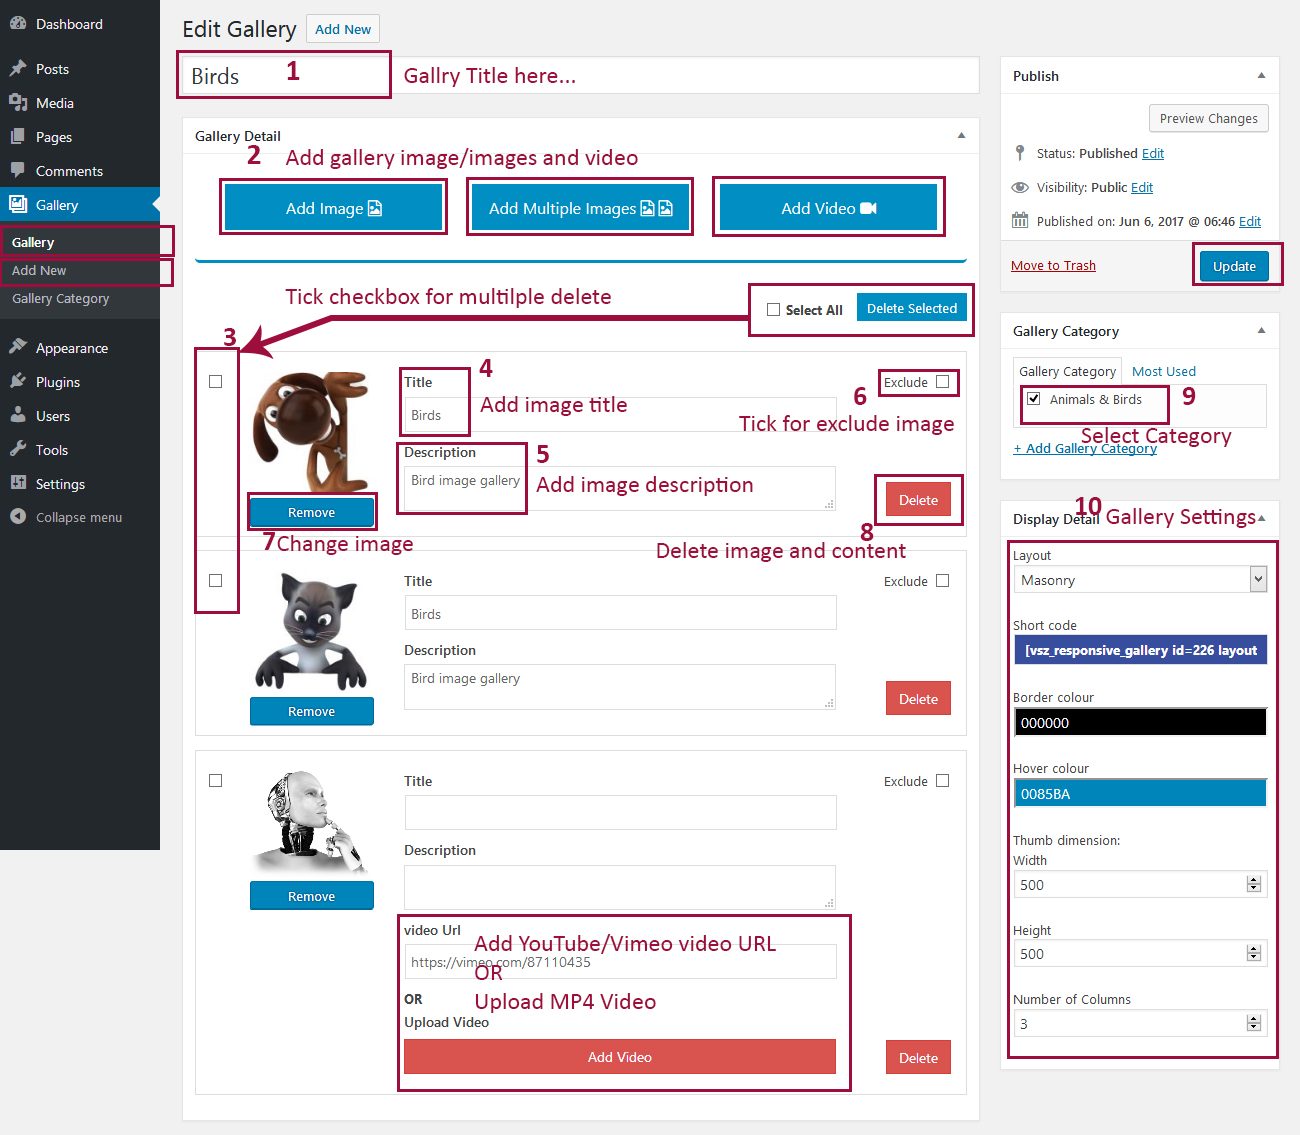 Dashboard
Posts
Media
Pages
Comments
Gallery
Gallery
Add New
Gallery Category
Appearance
Plugins
Users
Tools
Settings
Collapse menu
Edit Gallery
Add New
Birds
1
Gallry Title here...
Gallery Detail
2
Add gallery image/images and video
Add Image
Add Multiple Images
Add Video
Tick checkbox for multilple delete
Select All
Delete Selected
3
Title
4
Birds
Add image title
Exclude
6
Tick for exclude image
Description
5
Bird image gallery
Add image description
Remove
7 Change image
Delete
8
Delete image and content
Title
Exclude
Birds
Description
Bird image gallery
Remove
Delete
Title
Exclude
Description
Remove
video Url
Add YouTube/Vimeo video URL
https://vimeo.com/87110435
OR
OR
Upload MP4 Video
Upload Video
Add Video
Delete
Publish
Preview Changes
Status: Published Edit
Visibility: Public Edit
Published on: Jun 6, 2017 @ 06:46 Edit
Move to Trash
Update
Gallery Category
Gallery Category
Most Used
Animals & Birds
9
Select Category
+ Add Gallery Category
10
Display Detail
Gallery Settings
Layout
Masonry
Short code
[vsz_responsive_gallery id=226 layout
Border colour
000000
Hover colour
0085BA
Thumb dimension:
Width
500
Height
500
Number of Columns
3